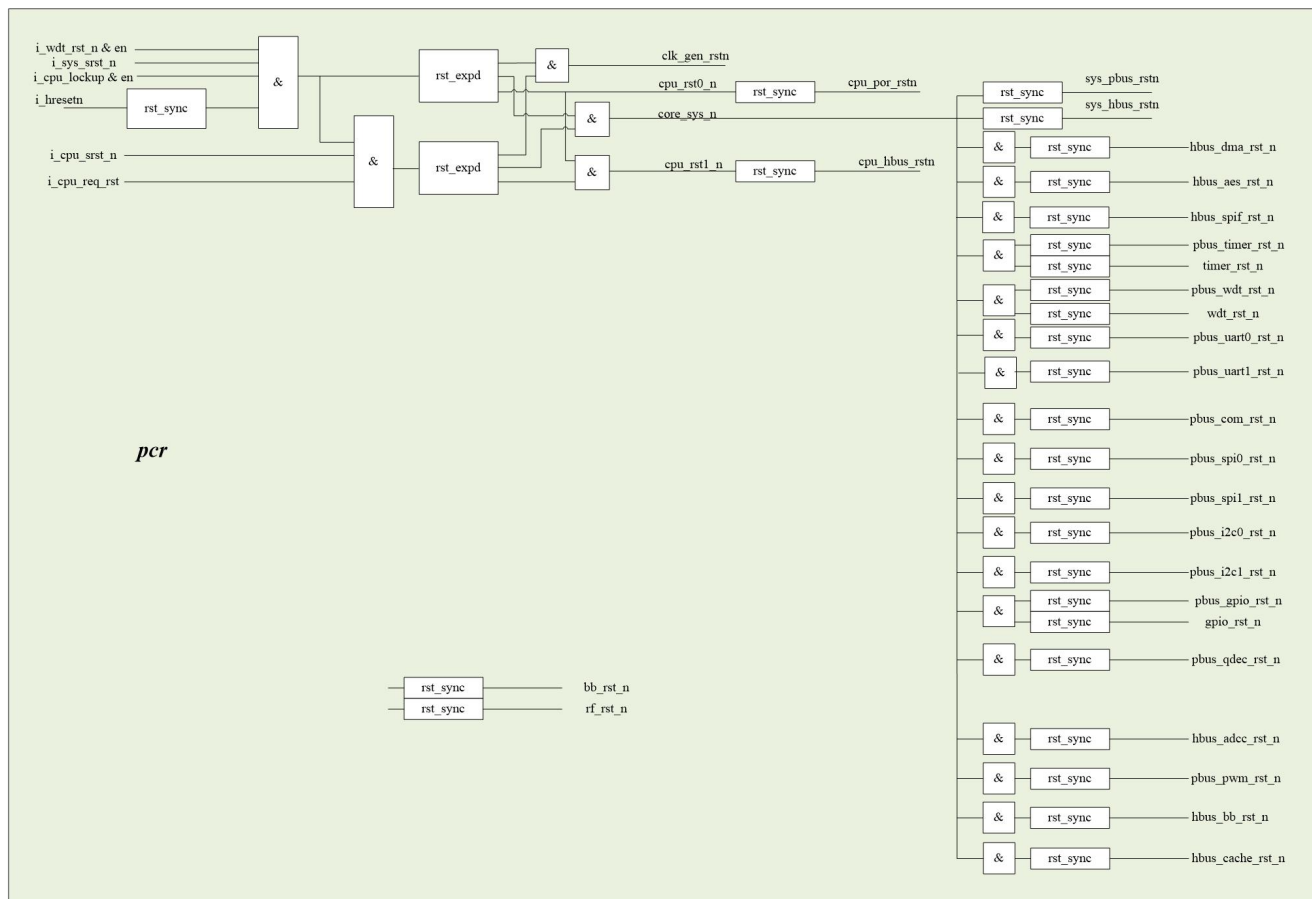 i_wdt_rst_n & en
i_sys_srst_n
i_cpu_lockup & en
i_hresetn
rst_sync
&
i_cpu_srst_n
i_cpu_req_rst
&
rst_expd
rst_expd
&
&
&
clk_gen_rstn
cpu_rst0_n
rst_sync
cpu_por_rstn
core_sys_n
cpu_rst1_n
rst_sync
cpu_hbus_rstn
rst_sync
sys_pbus_rstn
rst_sync
sys_hbus_rstn
& rst_sync hbus_dma_rst_n
& rst_sync hbus_aes_rst_n
& rst_sync hbus_spif_rst_n
& rst_sync pbus_timer_rst_n
rst_sync timer_rst_n
& rst_sync pbus_wdt_rst_n
rst_sync wdt_rst_n
& rst_sync pbus_uart0_rst_n
& rst_sync pbus_uart1_rst_n
& rst_sync pbus_com_rst_n
& rst_sync pbus_spi0_rst_n
& rst_sync pbus_spi1_rst_n
& rst_sync pbus_i2c0_rst_n
& rst_sync pbus_i2c1_rst_n
& rst_sync pbus_gpio_rst_n
rst_sync gpio_rst_n
& rst_sync pbus_qdec_rst_n
& rst_sync hbus_adcc_rst_n
& rst_sync pbus_pwm_rst_n
& rst_sync hbus_bb_rst_n
& rst_sync hbus_cache_rst_n
pcr
rst_sync bb_rst_n
rst_sync rf_rst_n